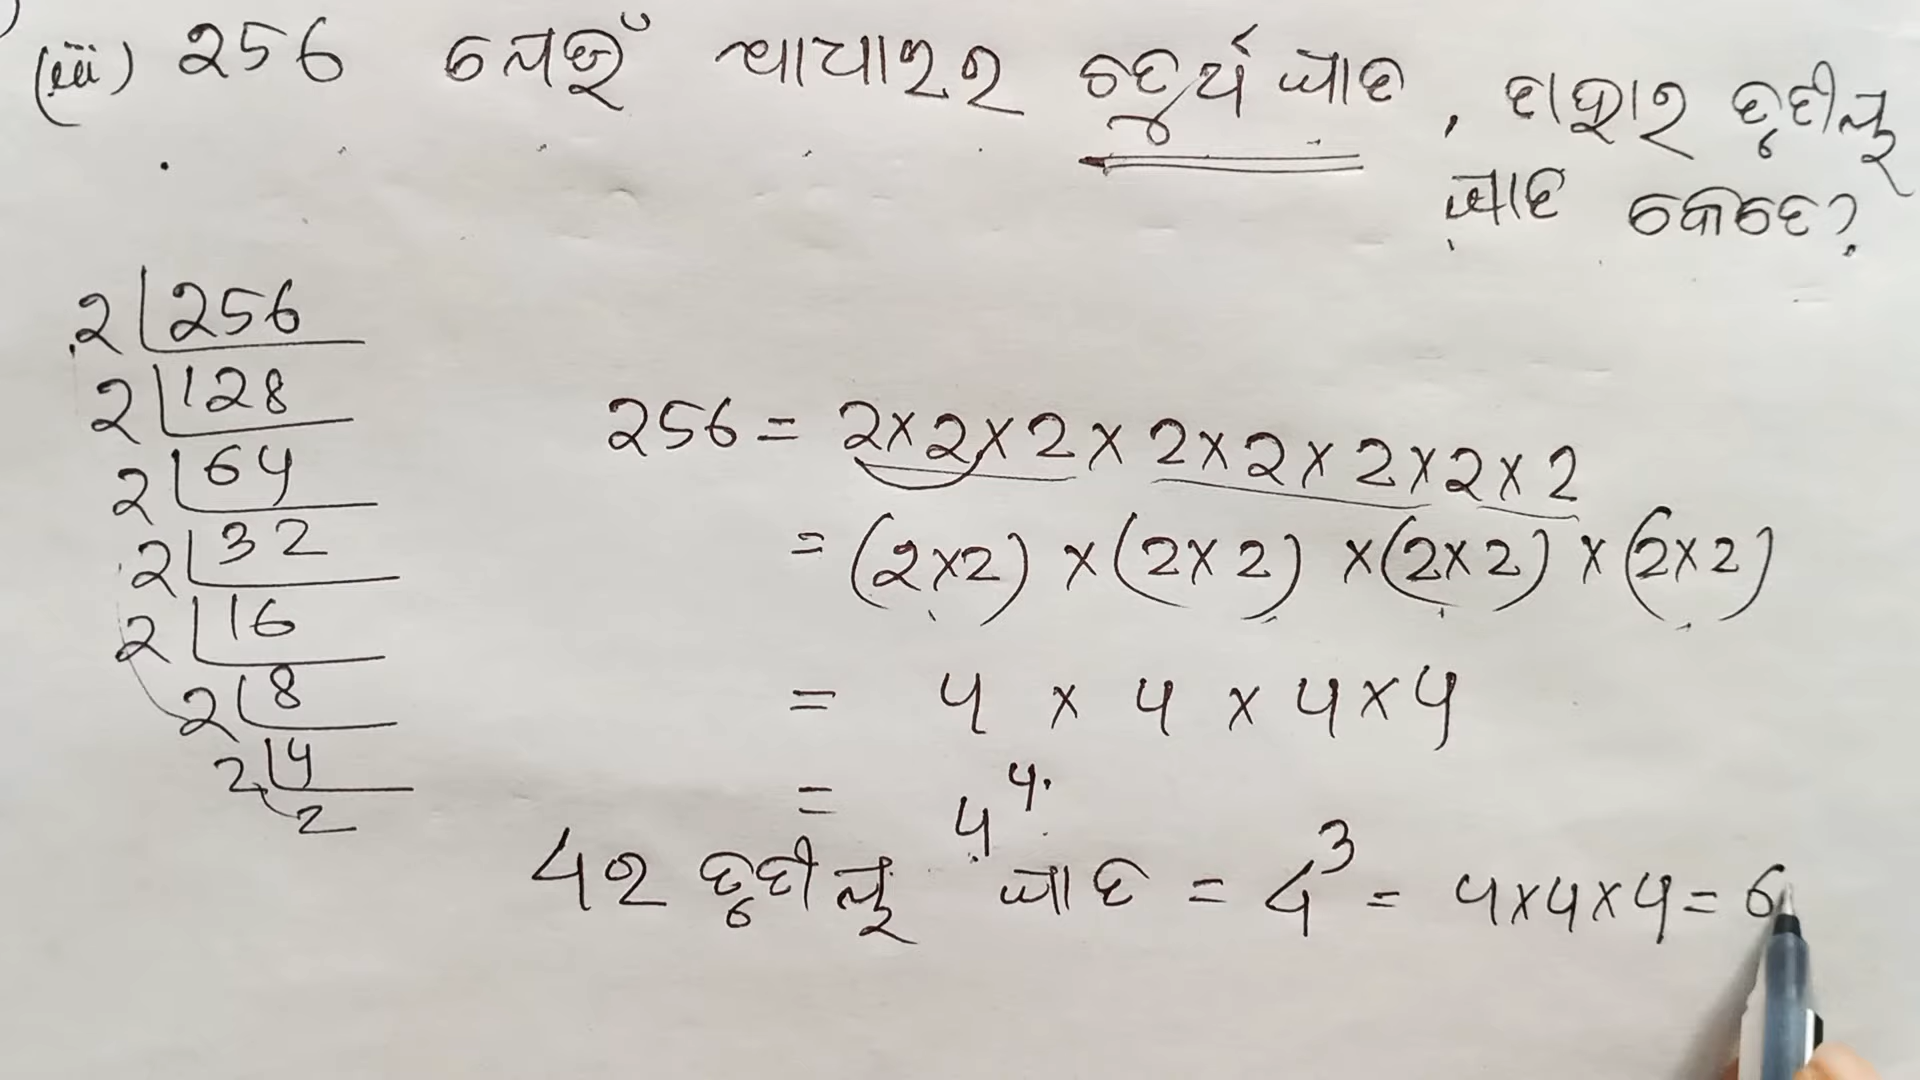 (iii) 256 ଯେଉଁ ଆଧାରର ଚତୁର୍ଥ ଘାତ , ତାହାର ତୃତୀୟ
ଘାତ କେତେ?
2 256
2 128
2 64
2 32
2 16
2 8
2 4
2
256 = 2×2×2×2×2×2×2×2
= (2×2) × (2×2) × (2×2) × (2×2)
= 4 × 4 × 4 × 4
= 4⁴
4ର ତୃତୀୟ ଘାତ = 4³ = 4×4×4 = 6